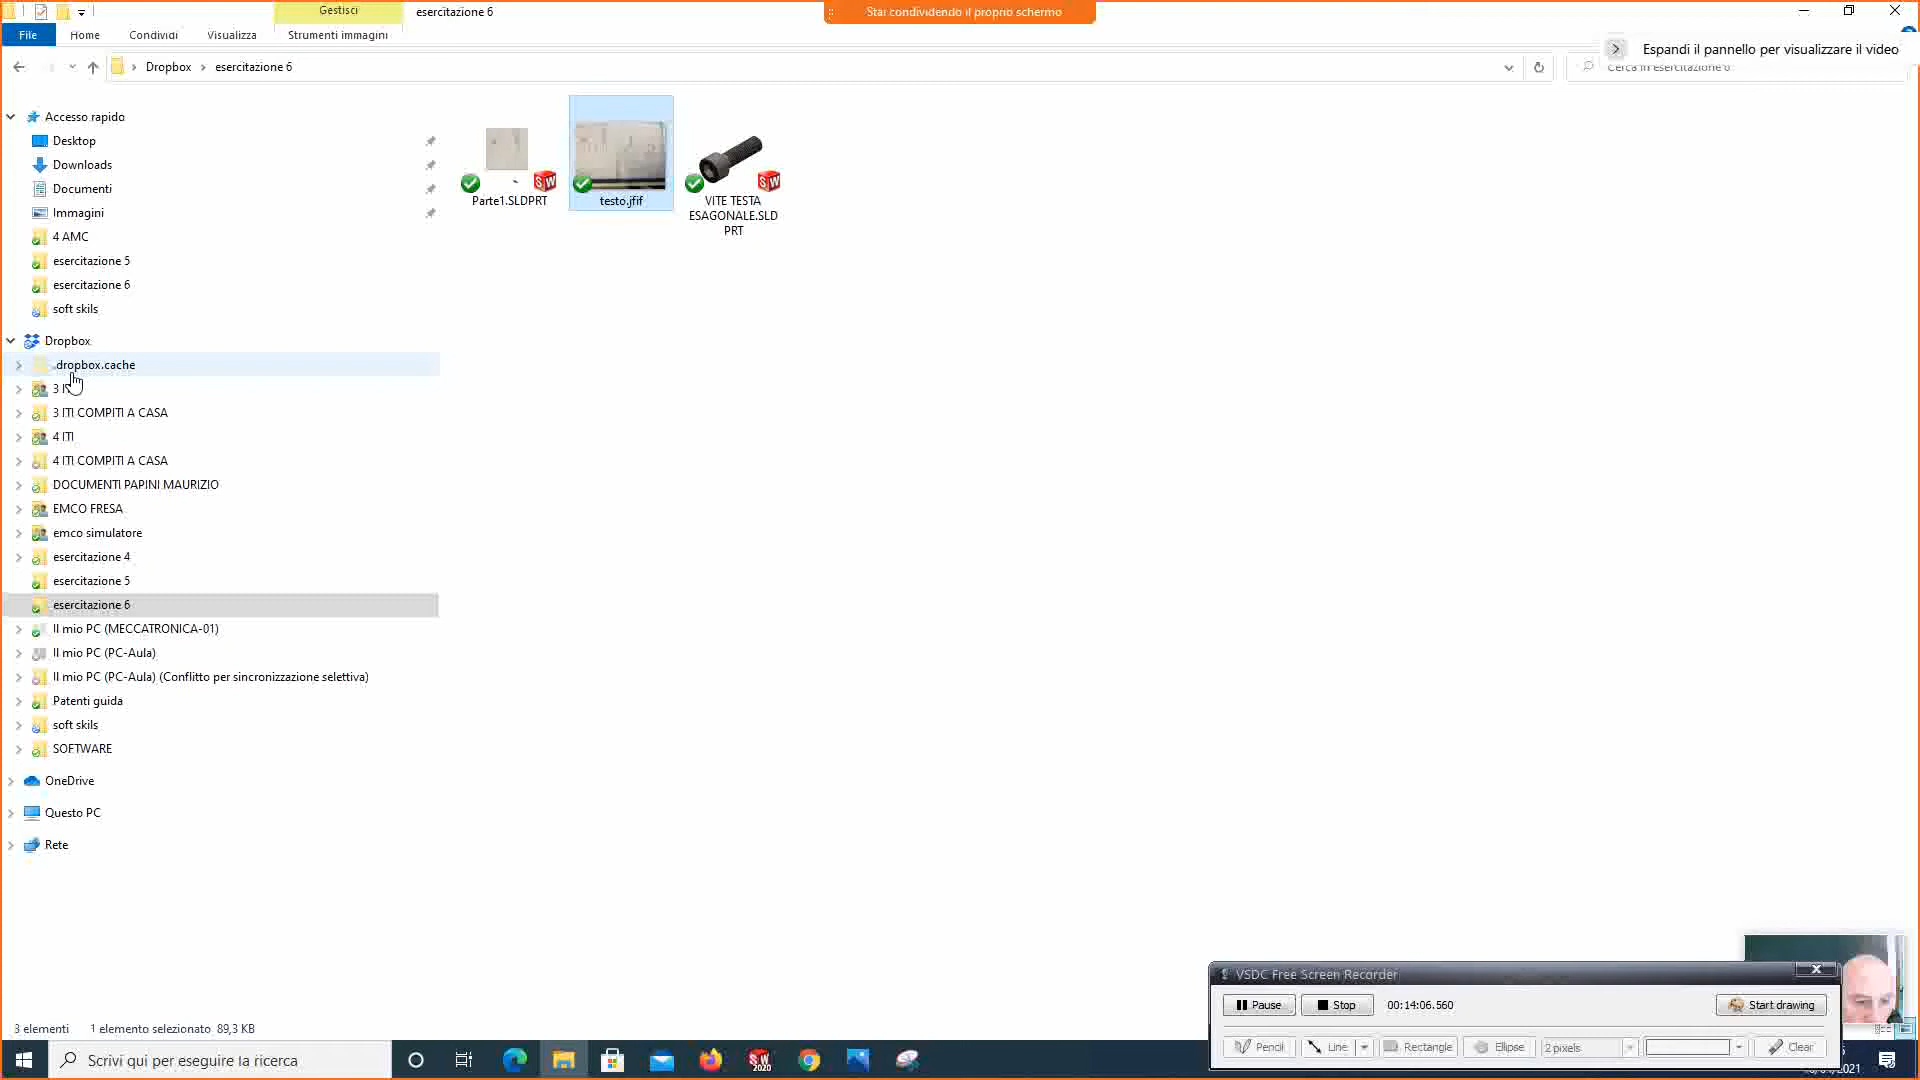 Gestisci
esercitazione 6
Stai condividendo il proprio schermo
File
Home
Condividi
Visualizza
Strumenti immagini
Espandi il pannello per visualizzare il video
Dropbox
esercitazione 6
Cerca in esercitazione 6
Accesso rapido
Desktop
Downloads
Documenti
Immagini
4 AMC
esercitazione 5
esercitazione 6
soft skils
Parte1.SLDPRT
testo.jfif
VITE TESTA
ESAGONALE.SLD
PRT
Dropbox
.dropbox.cache
3 ITI COMPITI A CASA
4 ITI
4 ITI COMPITI A CASA
DOCUMENTI PAPINI MAURIZIO
EMCO FRESA
emco simulatore
esercitazione 4
esercitazione 5
esercitazione 6
Il mio PC (MECCATRONICA-01)
Il mio PC (PC-Aula)
Il mio PC (PC-Aula) (Conflitto per sincronizzazione selettiva)
Patenti guida
soft skils
SOFTWARE
OneDrive
Questo PC
Rete
VSDC Free Screen Recorder
Pause
Stop
00:14:06.560
Start drawing
Pencil
Line
Rectangle
Ellipse
2 pixels
Clear
3 elementi
1 elemento selezionato 89,3 KB
Scrivi qui per eseguire la ricerca
SW
2020